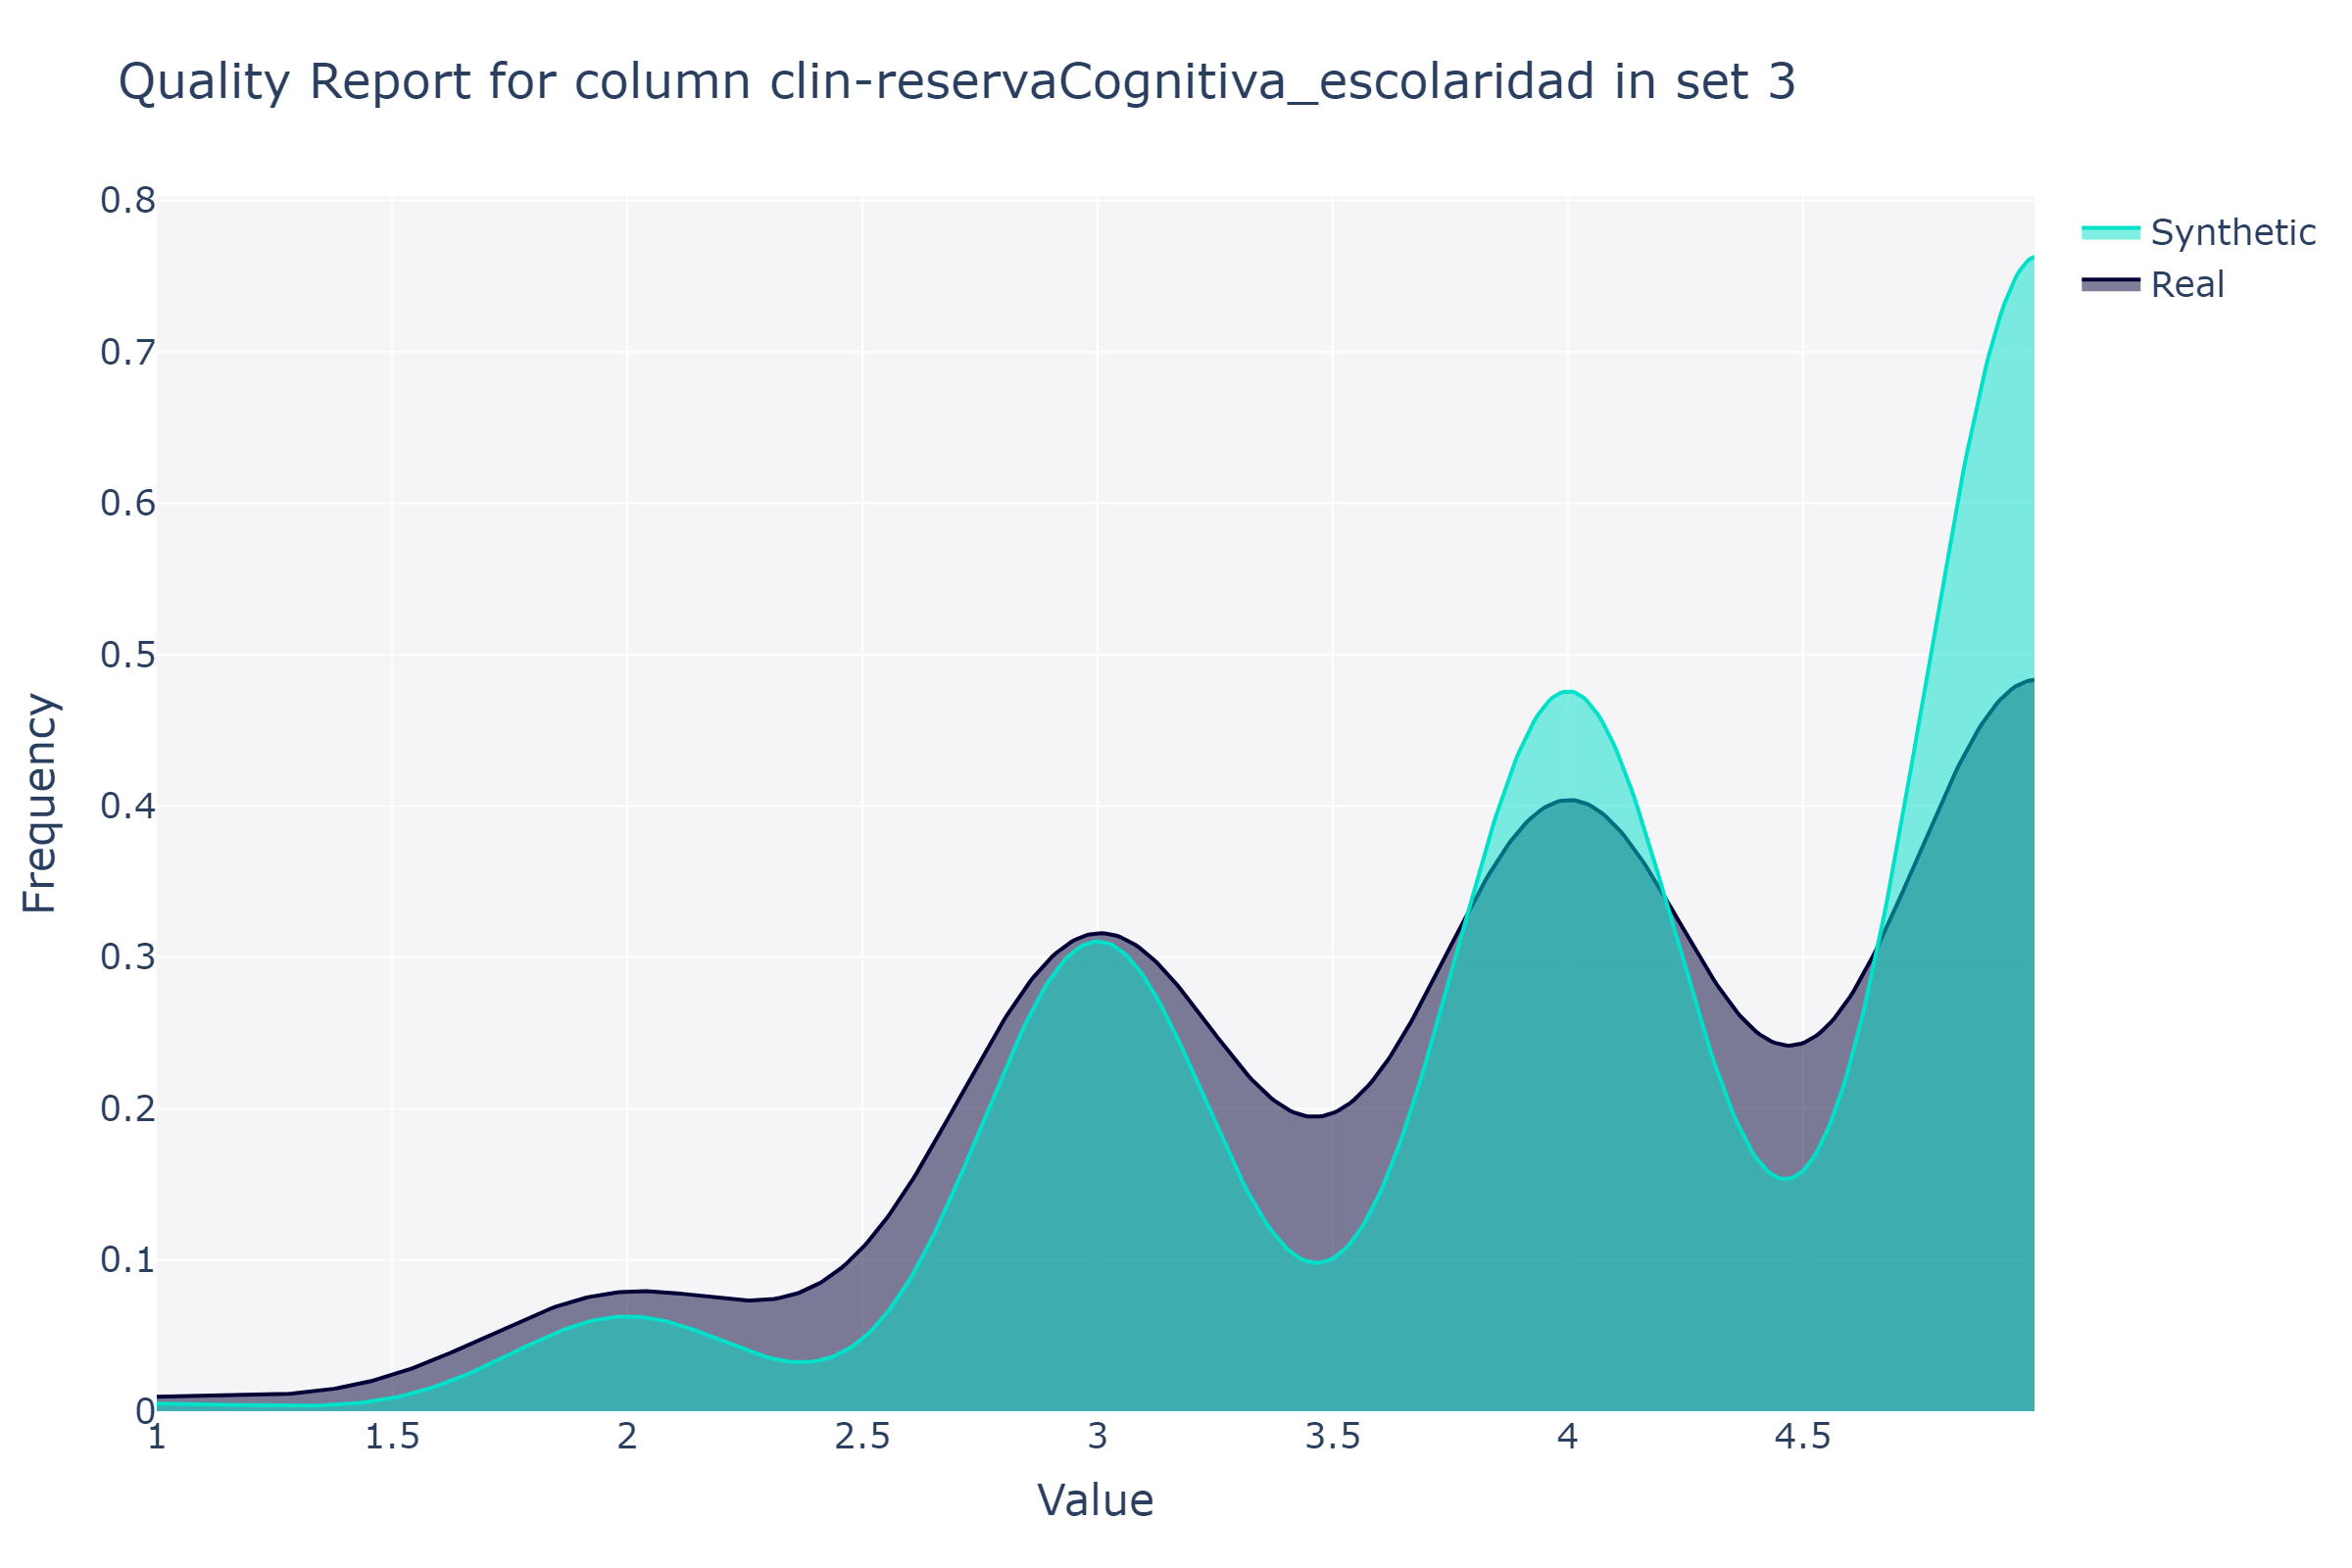 Quality Report for column clin-reservaCognitiva_escolaridad in set 3
Synthetic
Real
Frequency
0.8
0.7
0.6
0.5
0.4
0.3
0.2
0.1
0
1 1.5 2 2.5 3 3.5 4 4.5
Value